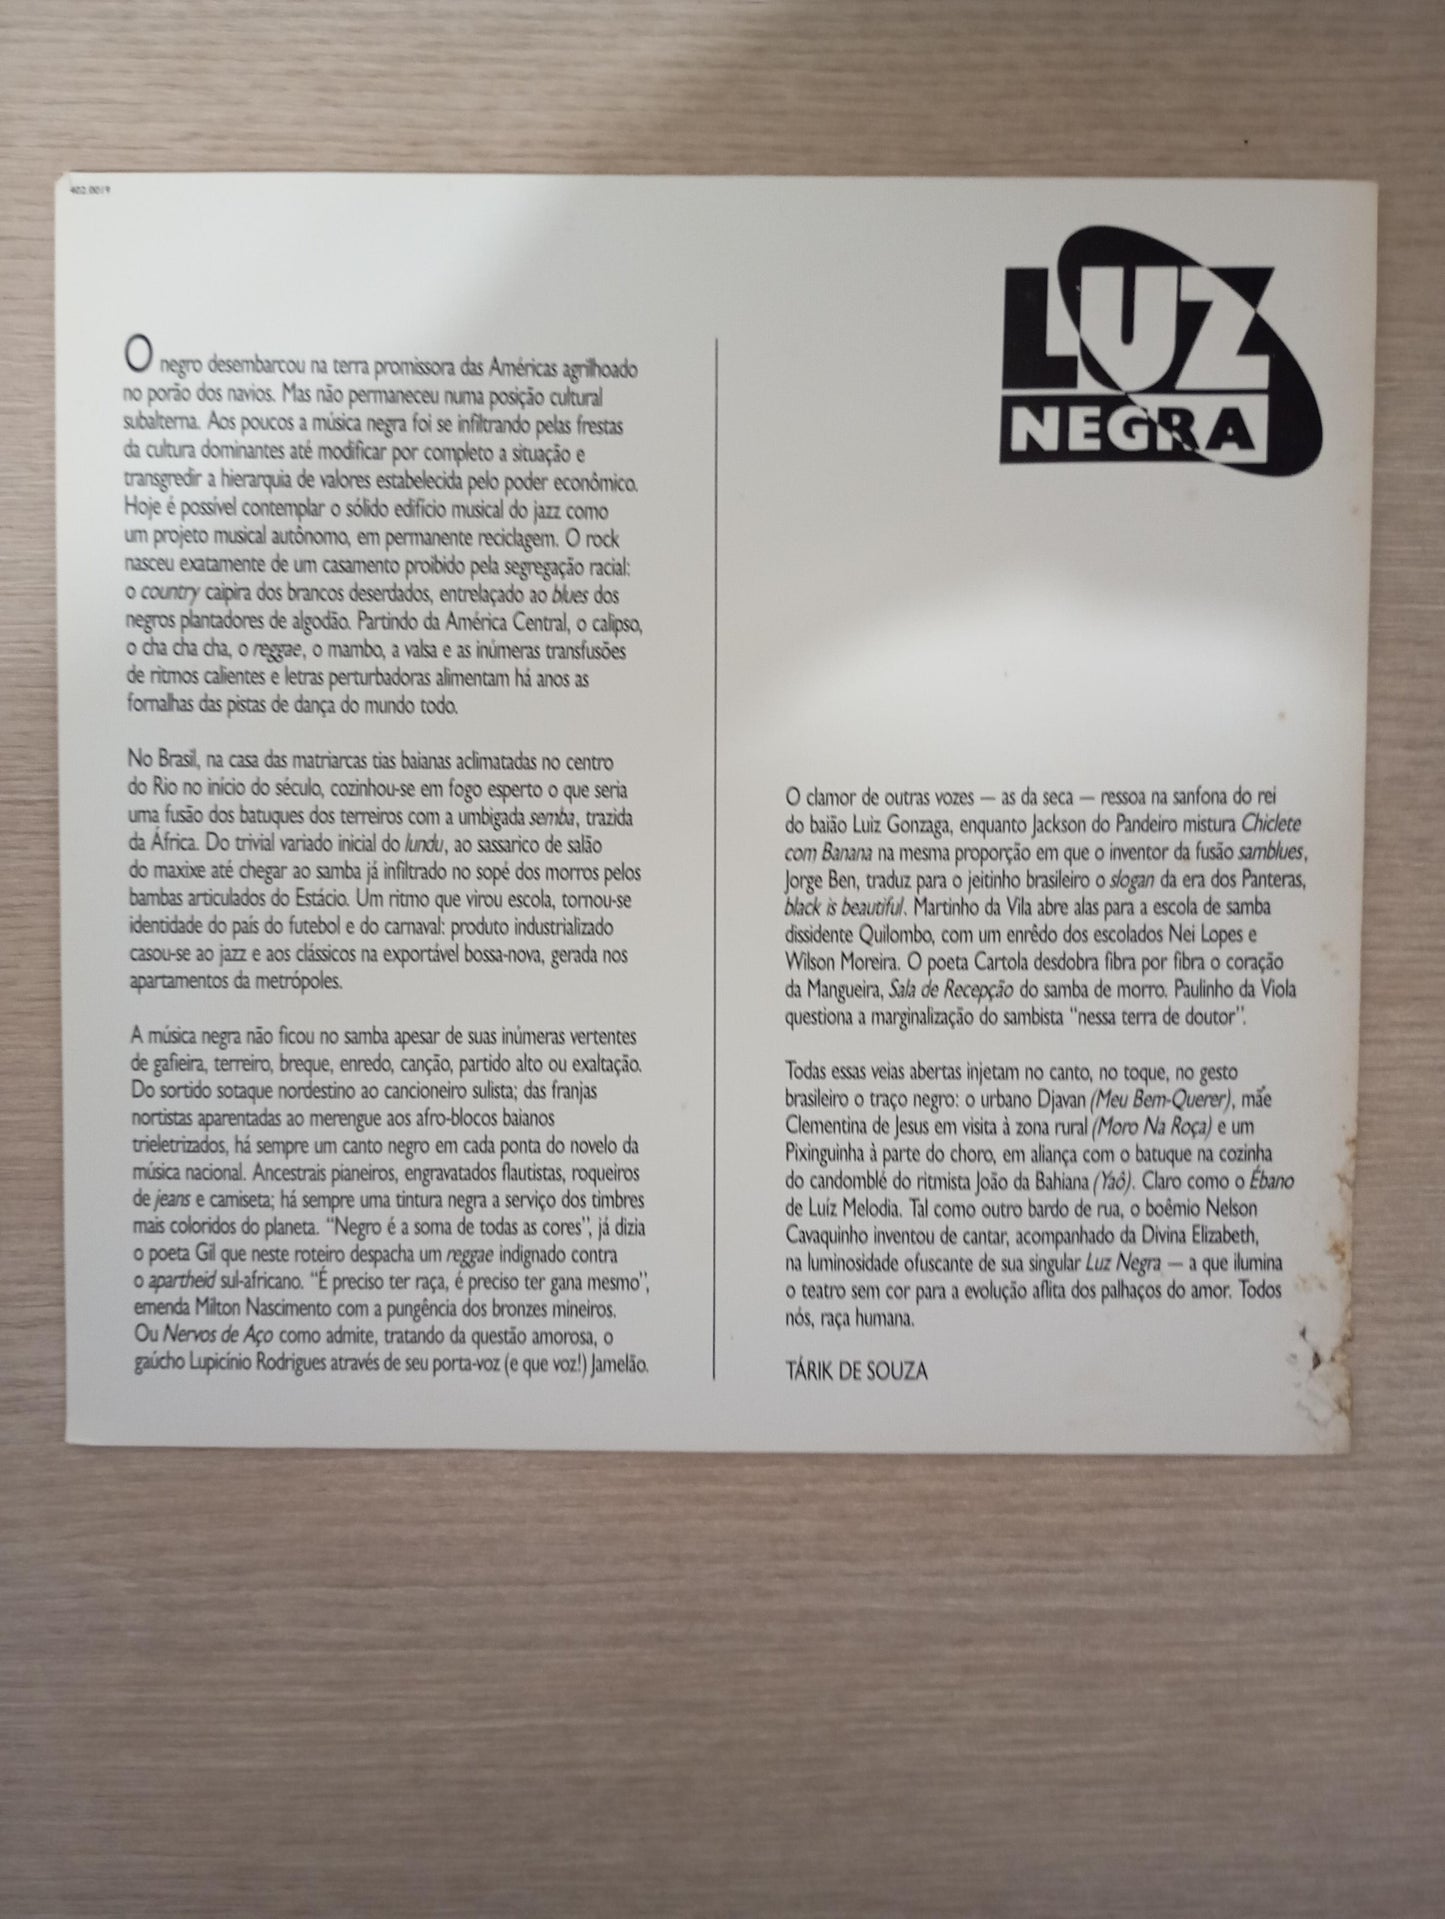 402.0019
LUZ
NEGRA
O negro desembarcou na terra promissora das Américas agrilhoado
no porão dos navios. Mas não permaneceu numa posição cultural
subalterna. Aos poucos a música negra foi se infiltrando pelas frestas
da cultura dominantes até modificar por completo a situação e
transgredir a hierarquia de valores estabelecida pelo poder econômico.
Hoje é possível contemplar o sólido edifício musical do jazz como
um projeto musical autônomo, em permanente reciclagem. O rock
nasceu exatamente de um casamento proibido pela segregação racial:
o country caipira dos brancos deserdados, entrelaçado ao blues dos
negros plantadores de algodão. Partindo da América Central, o calipso,
o cha cha cha, o reggae, o mambo, a valsa e as inúmeras transfusões
de ritmos calientes e letras perturbadoras alimentam há anos as
fornalhas das pistas de dança do mundo todo.
No Brasil, na casa das matriarcas tias baianas aclimatadas no centro
do Rio no início do século, cozinhou-se em fogo esperto o que seria
uma fusão dos batuques dos terreiros com a umbigada semba, trazida
da África. Do trivial variado inicial do lundu, ao sassarico de salão
do maxixe até chegar ao samba já infiltrado no sopé dos morros pelos
bambas articulados do Estácio. Um ritmo que virou escola, tornou-se
identidade do país do futebol e do carnaval: produto industrializado
casou-se ao jazz e aos clássicos na exportável bossa-nova, gerada nos
apartamentos da metrópoles.
A música negra não ficou no samba apesar de suas inúmeras vertentes
de gafieira, terreiro, breque, enredo, canção, partido alto ou exaltação.
Do sortido sotaque nordestino ao cancioneiro sulista; das franjas
nortistas aparentadas ao merengue aos afro-blocos baianos
trieletrizados, há sempre um canto negro em cada ponta do novelo da
música nacional. Ancestrais pianeiros, engravatados flautistas, roqueiros
de jeans e camiseta; há sempre uma tintura negra a serviço dos timbres
mais coloridos do planeta. “Negro é a soma de todas as cores”, já dizia
o poeta Gil que neste roteiro despacha um reggae indignado contra
o apartheid sul-africano. “É preciso ter raça, é preciso ter gana mesmo”,
emenda Milton Nascimento com a pungência dos bronzes mineiros.
Ou Nervos de Aço como admite, tratando da questão amorosa, o
gaúcho Lupicínio Rodrigues através de seu porta-voz (e que voz!) Jamelão.
O clamor de outras vozes — as da seca — ressoa na sanfona do rei
do baião Luiz Gonzaga, enquanto Jackson do Pandeiro mistura Chiclete
com Banana na mesma proporção em que o inventor da fusão samblues,
Jorge Ben, traduz para o jeitinho brasileiro o slogan da era dos Panteras,
black is beautiful. Martinho da Vila abre alas para a escola de samba
dissidente Quilombo, com um enrêdo dos escolados Nei Lopes e
Wilson Moreira. O poeta Cartola desdobra fibra por fibra o coração
da Mangueira, Sala de Recepção do samba de morro. Paulinho da Viola
questiona a marginalização do sambista “nessa terra de doutor”.
Todas essas veias abertas injetam no canto, no toque, no gesto
brasileiro o traço negro: o urbano Djavan (Meu Bem-Querer), mãe
Clementina de Jesus em visita à zona rural (Moro Na Roça) e um
Pixinguinha à parte do choro, em aliança com o batuque na cozinha
do candomblé do ritmista João da Bahiana (Yaô). Claro como o Ébano
de Luíz Melodia. Tal como outro bardo de rua, o boêmio Nelson
Cavaquinho inventou de cantar, acompanhado da Divina Elizabeth,
na luminosidade ofuscante de sua singular Luz Negra — a que ilumina
o teatro sem cor para a evolução aflita dos palhaços do amor. Todos
nós, raça humana.
TÁRIK DE SOUZA